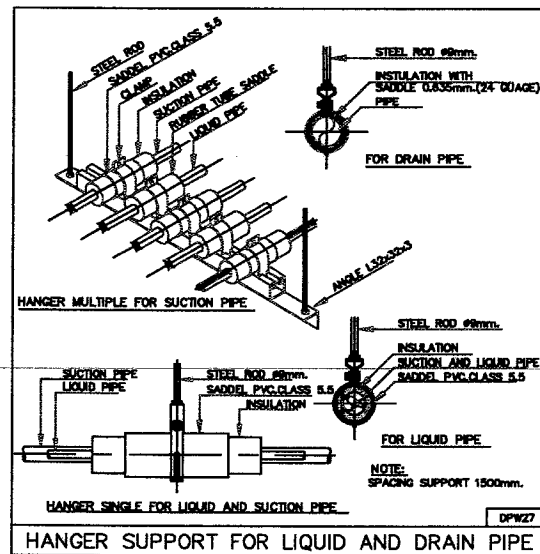 STEEL ROD
SADDEL PVC.CLASS 5.5
CLAMP
INSULATION
SUCTION PIPE
RUBBER TUBE SADDLE
LIQUID PIPE
ANGLE L32x32x3
HANGER MULTIPLE FOR SUCTION PIPE
STEEL ROD ø9mm.
INSTULATION WITH
SADDLE 0.635mm.(24 GUAGE)
PIPE
FOR DRAIN PIPE
STEEL ROD ø9mm.
INSULATION
SUCTION AND LIQUID PIPE
SADDEL PVC.CLASS 5.5
FOR LIQUID PIPE
SUCTION PIPE
LIQUID PIPE
STEEL ROD ø9mm.
SADDEL PVC.CLASS 5.5
INSULATION
HANGER SINGLE FOR LIQUID AND SUCTION PIPE
NOTE:
SPACING SUPPORT 1500mm.
DPW27
HANGER SUPPORT FOR LIQUID AND DRAIN PIPE